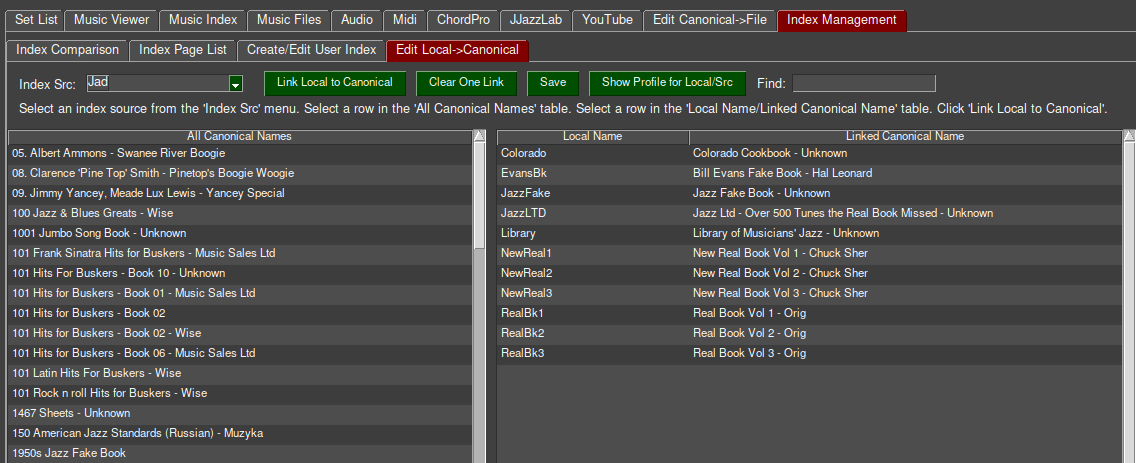 Set List Music Viewer Music Index Music Files Audio Midi ChordPro JJazzLab YouTube Edit Canonical->File Index Management
Index Comparison Index Page List Create/Edit User Index Edit Local->Canonical
Index Src: Jad Link Local to Canonical Clear One Link Save Show Profile for Local/Src Find:
Select an index source from the 'Index Src' menu. Select a row in the 'All Canonical Names' table. Select a row in the 'Local Name/Linked Canonical Name' table. Click 'Link Local to Canonical'.
All Canonical Names
05. Albert Ammons - Swanee River Boogie
08. Clarence 'Pine Top' Smith - Pinetop's Boogie Woogie
09. Jimmy Yancey, Meade Lux Lewis - Yancey Special
100 Jazz & Blues Greats - Wise
1001 Jumbo Song Book - Unknown
101 Frank Sinatra Hits for Buskers - Music Sales Ltd
101 Hits For Buskers - Book 10 - Unknown
101 Hits for Buskers - Book 01 - Music Sales Ltd
101 Hits for Buskers - Book 02
101 Hits for Buskers - Book 02 - Wise
101 Hits for Buskers - Book 06 - Music Sales Ltd
101 Latin Hits For Buskers - Wise
101 Rock n roll Hits for Buskers - Wise
1467 Sheets - Unknown
150 American Jazz Standards (Russian) - Muzyka
1950s Jazz Fake Book
Local Name Linked Canonical Name
Colorado Colorado Cookbook - Unknown
EvansBk Bill Evans Fake Book - Hal Leonard
JazzFake Jazz Fake Book - Unknown
JazzLTD Jazz Ltd - Over 500 Tunes the Real Book Missed - Unknown
Library Library of Musicians' Jazz - Unknown
NewReal1 New Real Book Vol 1 - Chuck Sher
NewReal2 New Real Book Vol 2 - Chuck Sher
NewReal3 New Real Book Vol 3 - Chuck Sher
RealBk1 Real Book Vol 1 - Orig
RealBk2 Real Book Vol 2 - Orig
RealBk3 Real Book Vol 3 - Orig